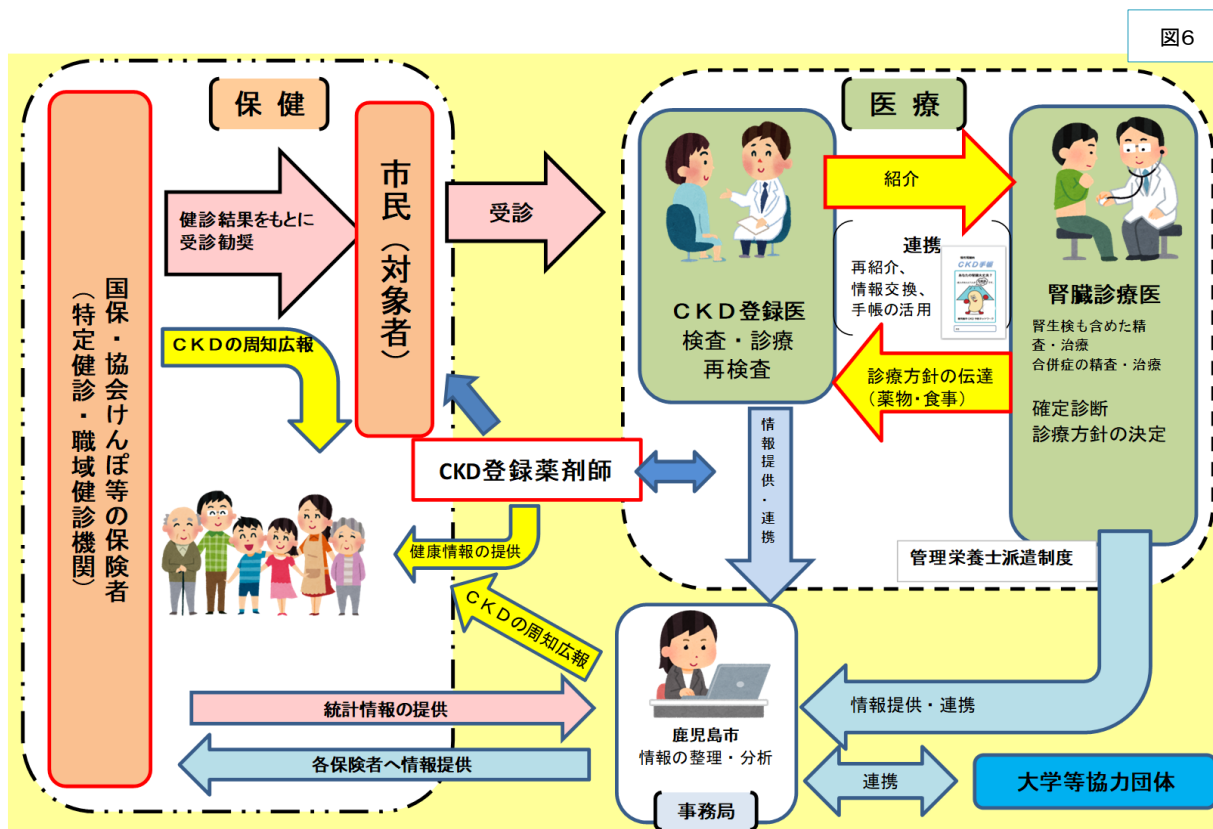 図6
保健
医療
国保・協会けんぽ等の保険者
（特定健診・職域健診機関）
健診結果をもとに
受診勧奨
市民（対象者）
受診
ＣＫＤの周知広報
ＣＫＤ登録医
検査・診療
再検査
紹介
連携
再紹介、
情報交換、
手帳の活用
CKD手帳
診療方針の伝達
（薬物・食事）
腎臓診療医
腎生検も含めた精
査・治療
合併症の精査・治療
確定診断
診療方針の決定
CKD登録薬剤師
情報提供・連携
健康情報の提供
ＣＫＤの周知広報
管理栄養士派遣制度
統計情報の提供
各保険者へ情報提供
鹿児島市
情報の整理・分析
事務局
情報提供・連携
連携
大学等協力団体